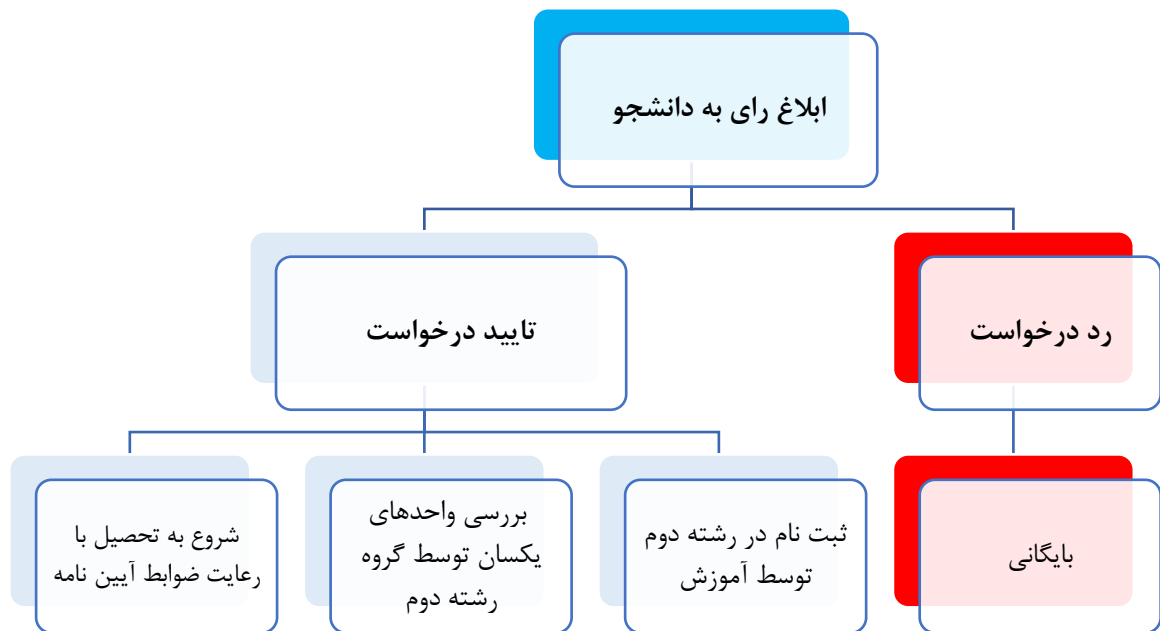 ابلاغ رای به دانشجو
رد درخواست
تایید درخواست
بایگانی
ثبت نام در رشته دوم
توسط آموزش
بررسی واحدهای
یکسان توسط گروه
رشته دوم
شروع به تحصیل با
رعایت ضوابط آیین نامه